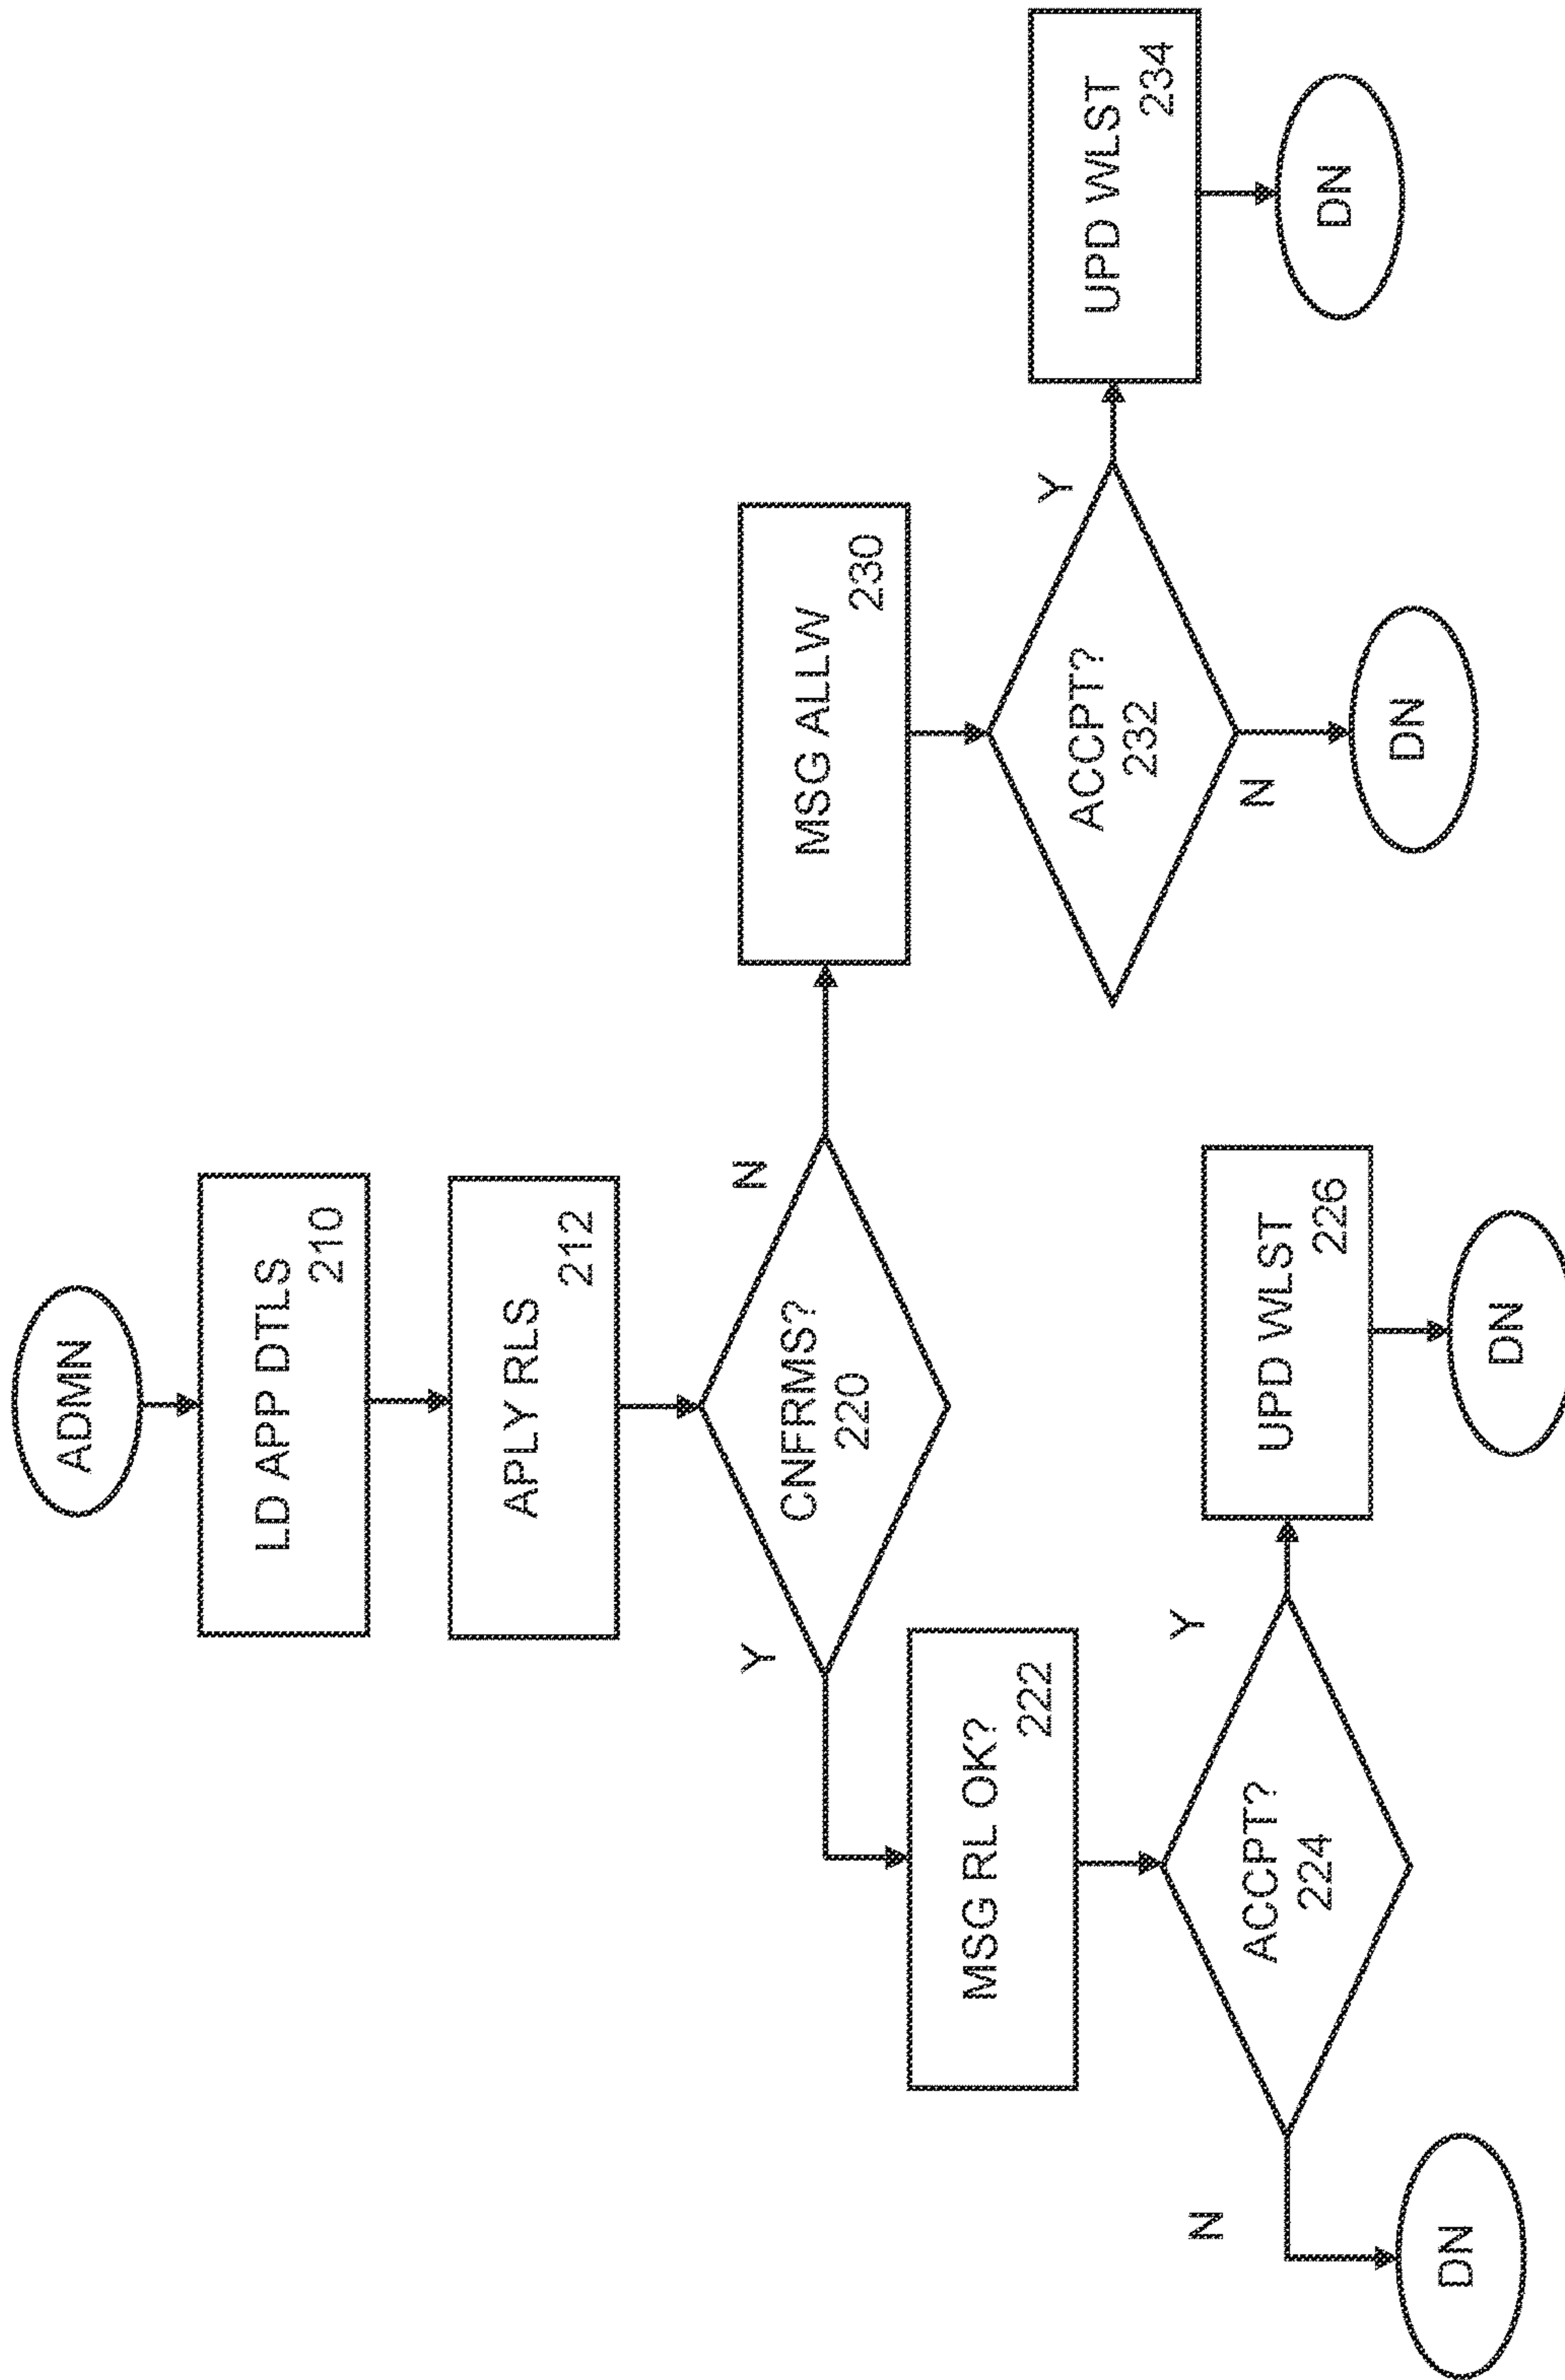 ADMN
LD APP DTLS
210
APLY RLS
212
CNFRMS?
220
Y
N
MSG RL OK?
222
ACCPT?
224
N
Y
DN
UPD WLST
226
DN
MSG ALLW
230
ACCPT?
232
Y
N
DN
UPD WLST
234
DN